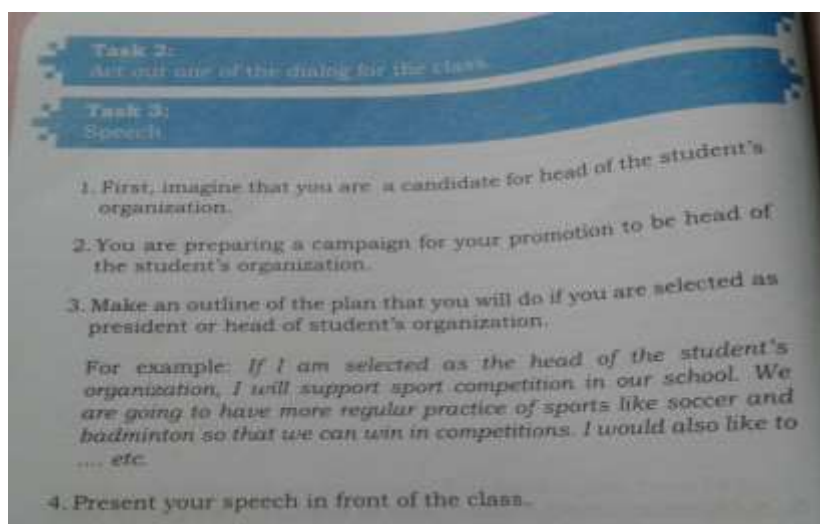 Task 2:
Act out one of the dialog for the class.
Task 3:
Speech
1. First, imagine that you are a candidate for head of the student's
organization.
2. You are preparing a campaign for your promotion to be head of
the student's organization.
3. Make an outline of the plan that you will do if you are selected as
president or head of student's organization.
For example: If I am selected as the head of the student's
organization, I will support sport competition in our school. We
are going to have more regular practice of sports like soccer and
badminton so that we can win in competitions. I would also like to
.... etc.
4. Present your speech in front of the class.